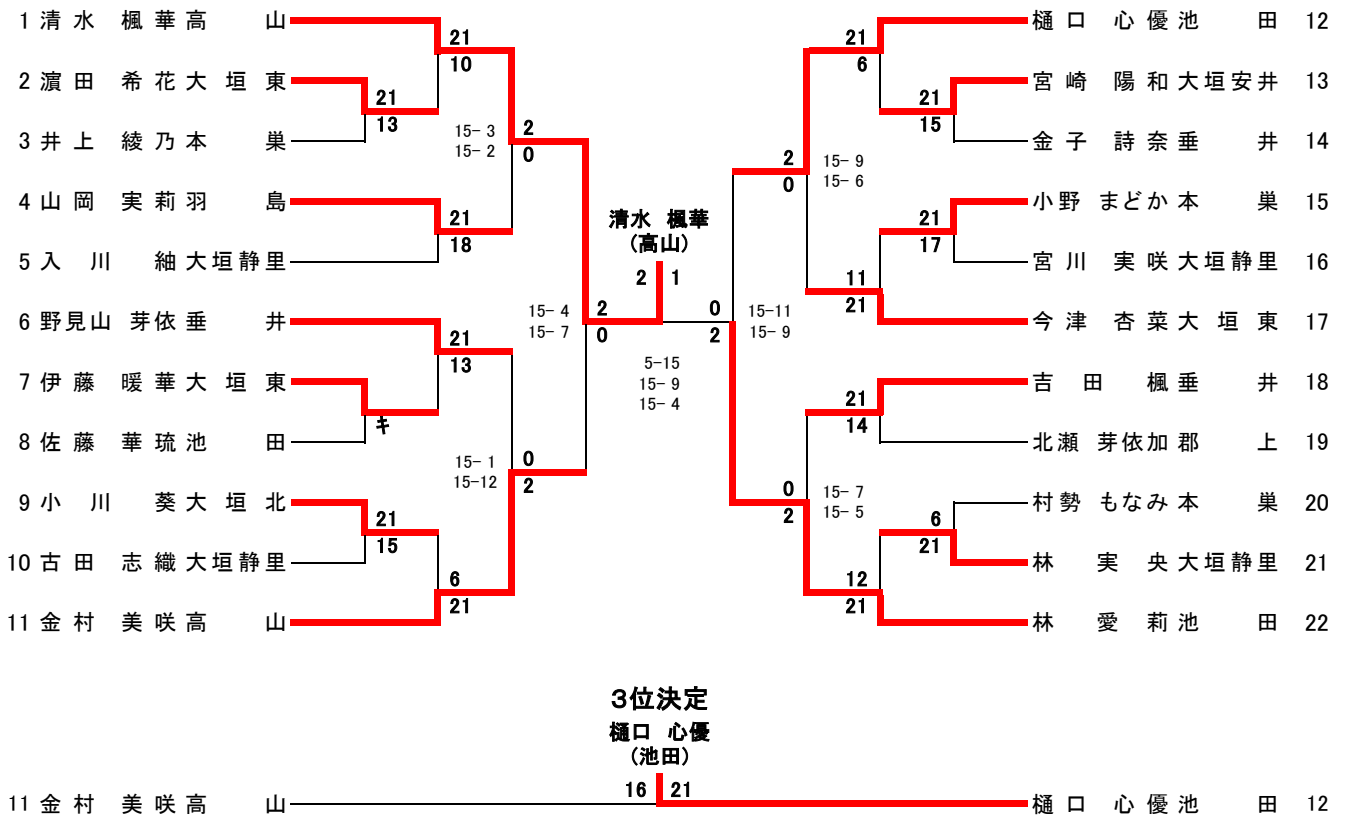 1 清水 楓華 高山
2 濵田 希花 大垣東
3 井上 綾乃 本巣
4 山岡 実莉 羽島
5 入川 紬 大垣静里
6 野見山 芽依 垂井
7 伊藤 暖華 大垣東
8 佐藤 華琉 池田
9 小川 葵 大垣北
10 古田 志織 大垣静里
11 金村 美咲 高山
21
10
21
13
15- 3
15- 2
2
0
21
18
21
13
キ
15- 1
15-12
0
2
21
15
6
21
15- 4
15- 7
2
0
清水 楓華
(高山)
2 1
5-15
15- 9
15- 4
0
2
15-11
15- 9
21
6
21
15
2
0
15- 9
15- 6
21
17
11
21
21
14
0
2
15- 7
15- 5
6
21
12
21
樋口 心優 池田 12
宮崎 陽和 大垣安井 13
金子 詩奈 垂井 14
小野 まどか 本巣 15
宮川 実咲 大垣静里 16
今津 杏菜 大垣東 17
吉田 楓 垂井 18
北瀬 芽依加 郡上 19
村勢 もなみ 本巣 20
林 実央 大垣静里 21
林 愛莉 池田 22
3位決定
樋口 心優
(池田)
16 21
11 金村 美咲 高山
樋口 心優 池田 12